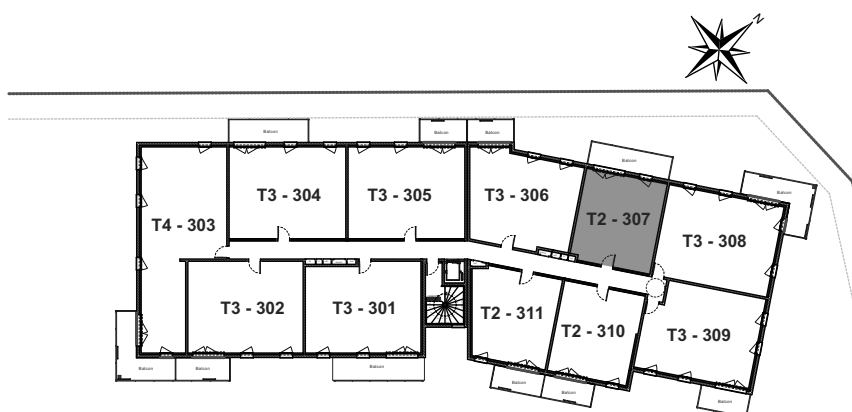 N
Balcon
Balcon
Balcon
Balcon
Balcon
T3 - 304
T3 - 305
T3 - 306
T2 - 307
T4 - 303
T3 - 308
T3 - 302
T3 - 301
T2 - 311
T2 - 310
T3 - 309
Balcon
Balcon
Balcon
Balcon
Balcon
Balcon